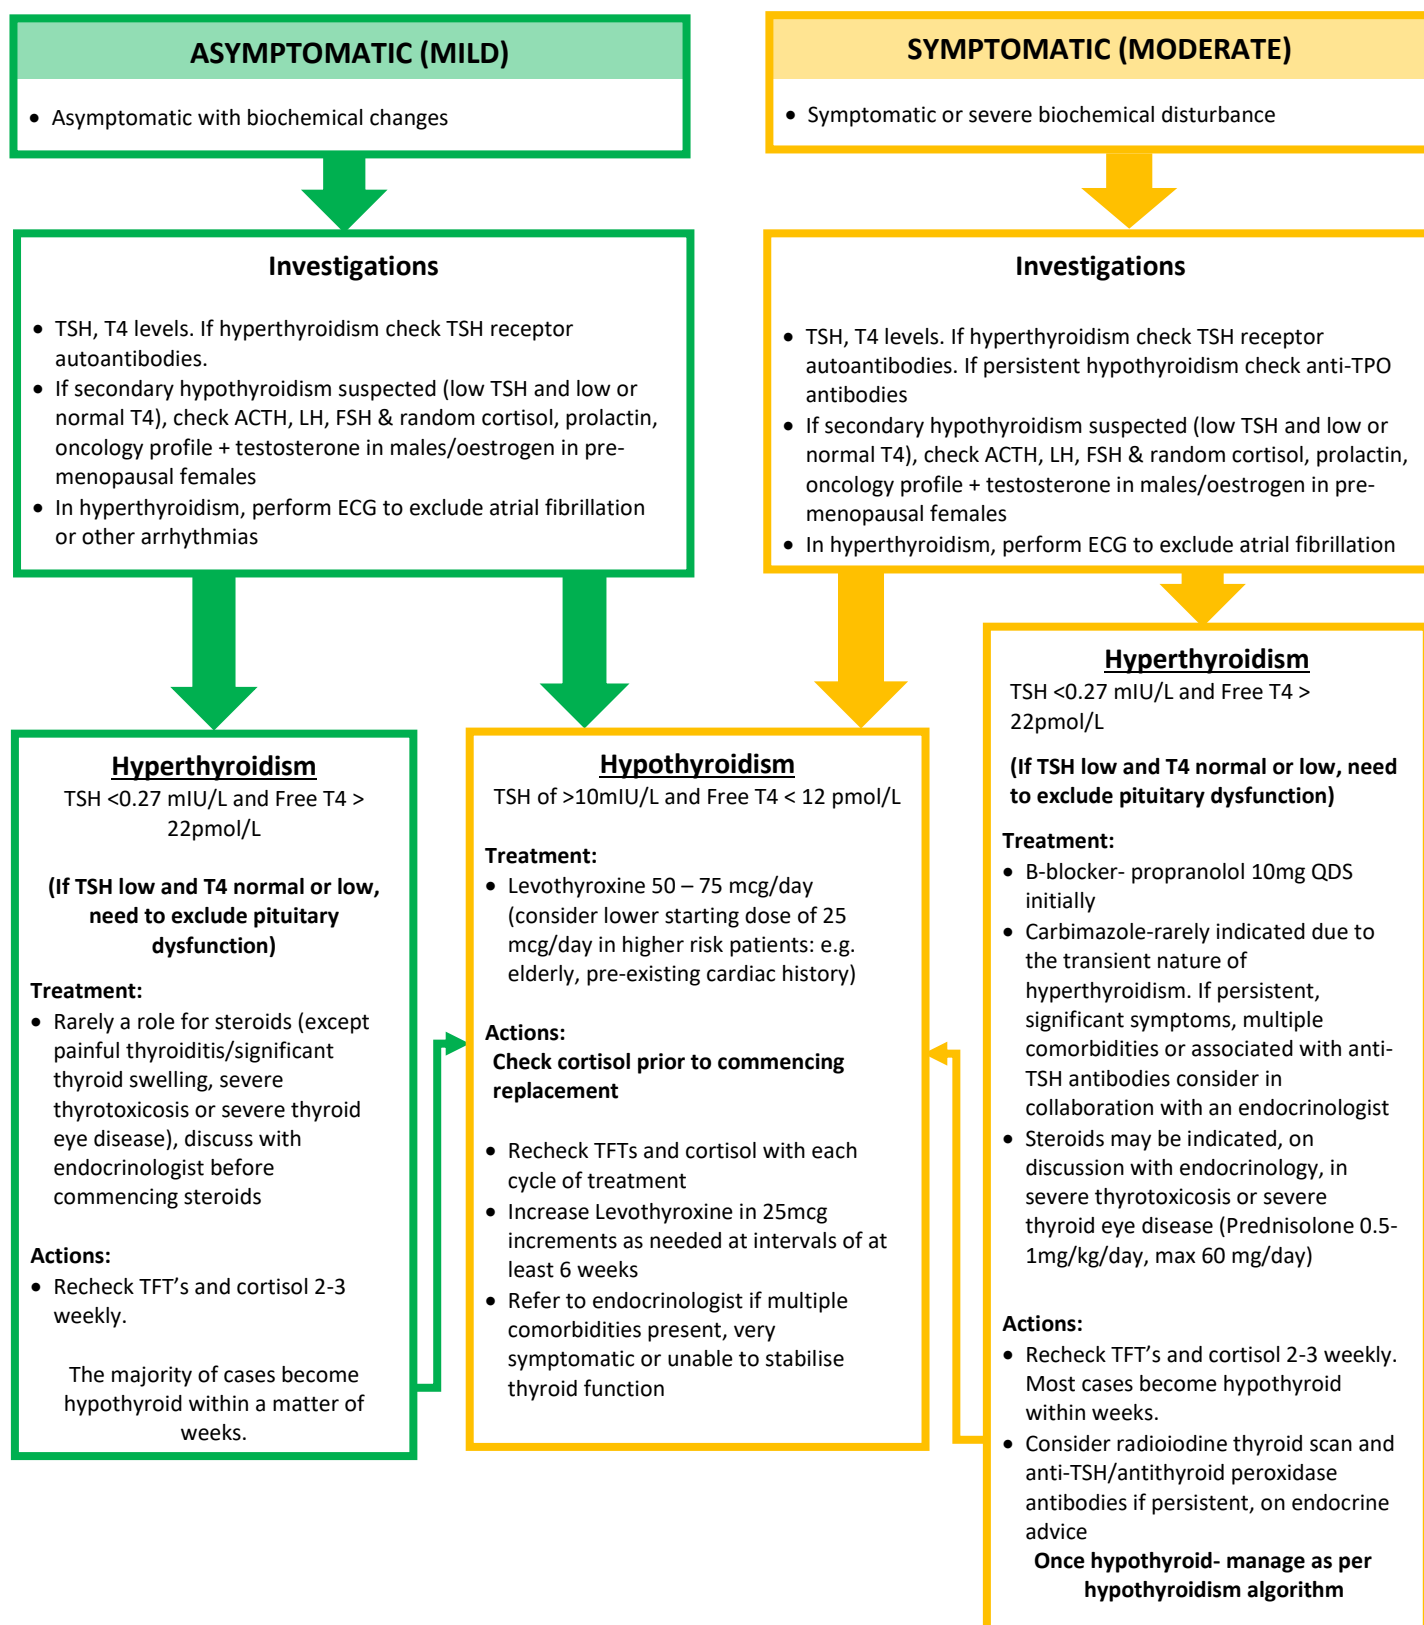 ASYMPTOMATIC (MILD)
• Asymptomatic with biochemical changes
SYMPTOMATIC (MODERATE)
• Symptomatic or severe biochemical disturbance
Investigations
• TSH, T4 levels. If hyperthyroidism check TSH receptor
autoantibodies.
• If secondary hypothyroidism suspected (low TSH and low or
normal T4), check ACTH, LH, FSH & random cortisol, prolactin,
oncology profile + testosterone in males/oestrogen in pre-
menopausal females
• In hyperthyroidism, perform ECG to exclude atrial fibrillation
or other arrhythmias
Investigations
• TSH, T4 levels. If hyperthyroidism check TSH receptor
autoantibodies. If persistent hypothyroidism check anti-TPO
antibodies
• If secondary hypothyroidism suspected (low TSH and low or
normal T4), check ACTH, LH, FSH & random cortisol, prolactin,
oncology profile + testosterone in males/oestrogen in pre-
menopausal females
• In hyperthyroidism, perform ECG to exclude atrial fibrillation
Hyperthyroidism
TSH <0.27 mIU/L and Free T4 >
22pmol/L
(If TSH low and T4 normal or low,
need to exclude pituitary
dysfunction)
Treatment:
• Rarely a role for steroids (except
painful thyroiditis/significant
thyroid swelling, severe
thyrotoxicosis or severe thyroid
eye disease), discuss with
endocrinologist before
commencing steroids
Actions:
• Recheck TFT’s and cortisol 2-3
weekly.
The majority of cases become
hypothyroid within a matter of
weeks.
Hypothyroidism
TSH of >10mIU/L and Free T4 < 12 pmol/L
Treatment:
• Levothyroxine 50 – 75 mcg/day
(consider lower starting dose of 25
mcg/day in higher risk patients: e.g.
elderly, pre-existing cardiac history)
Actions:
Check cortisol prior to commencing
replacement
• Recheck TFTs and cortisol with each
cycle of treatment
• Increase Levothyroxine in 25mcg
increments as needed at intervals of at
least 6 weeks
• Refer to endocrinologist if multiple
comorbidities present, very
symptomatic or unable to stabilise
thyroid function
Hyperthyroidism
TSH <0.27 mIU/L and Free T4 >
22pmol/L
(If TSH low and T4 normal or low, need
to exclude pituitary dysfunction)
Treatment:
• B-blocker- propranolol 10mg QDS
initially
• Carbimazole-rarely indicated due to
the transient nature of
hyperthyroidism. If persistent,
significant symptoms, multiple
comorbidities or associated with anti-
TSH antibodies consider in
collaboration with an endocrinologist
• Steroids may be indicated, on
discussion with endocrinology, in
severe thyrotoxicosis or severe
thyroid eye disease (Prednisolone 0.5-
1mg/kg/day, max 60 mg/day)
Actions:
• Recheck TFT’s and cortisol 2-3 weekly.
Most cases become hypothyroid
within weeks.
• Consider radioiodine thyroid scan and
anti-TSH/antithyroid peroxidase
antibodies if persistent, on endocrine
advice
Once hypothyroid- manage as per
hypothyroidism algorithm